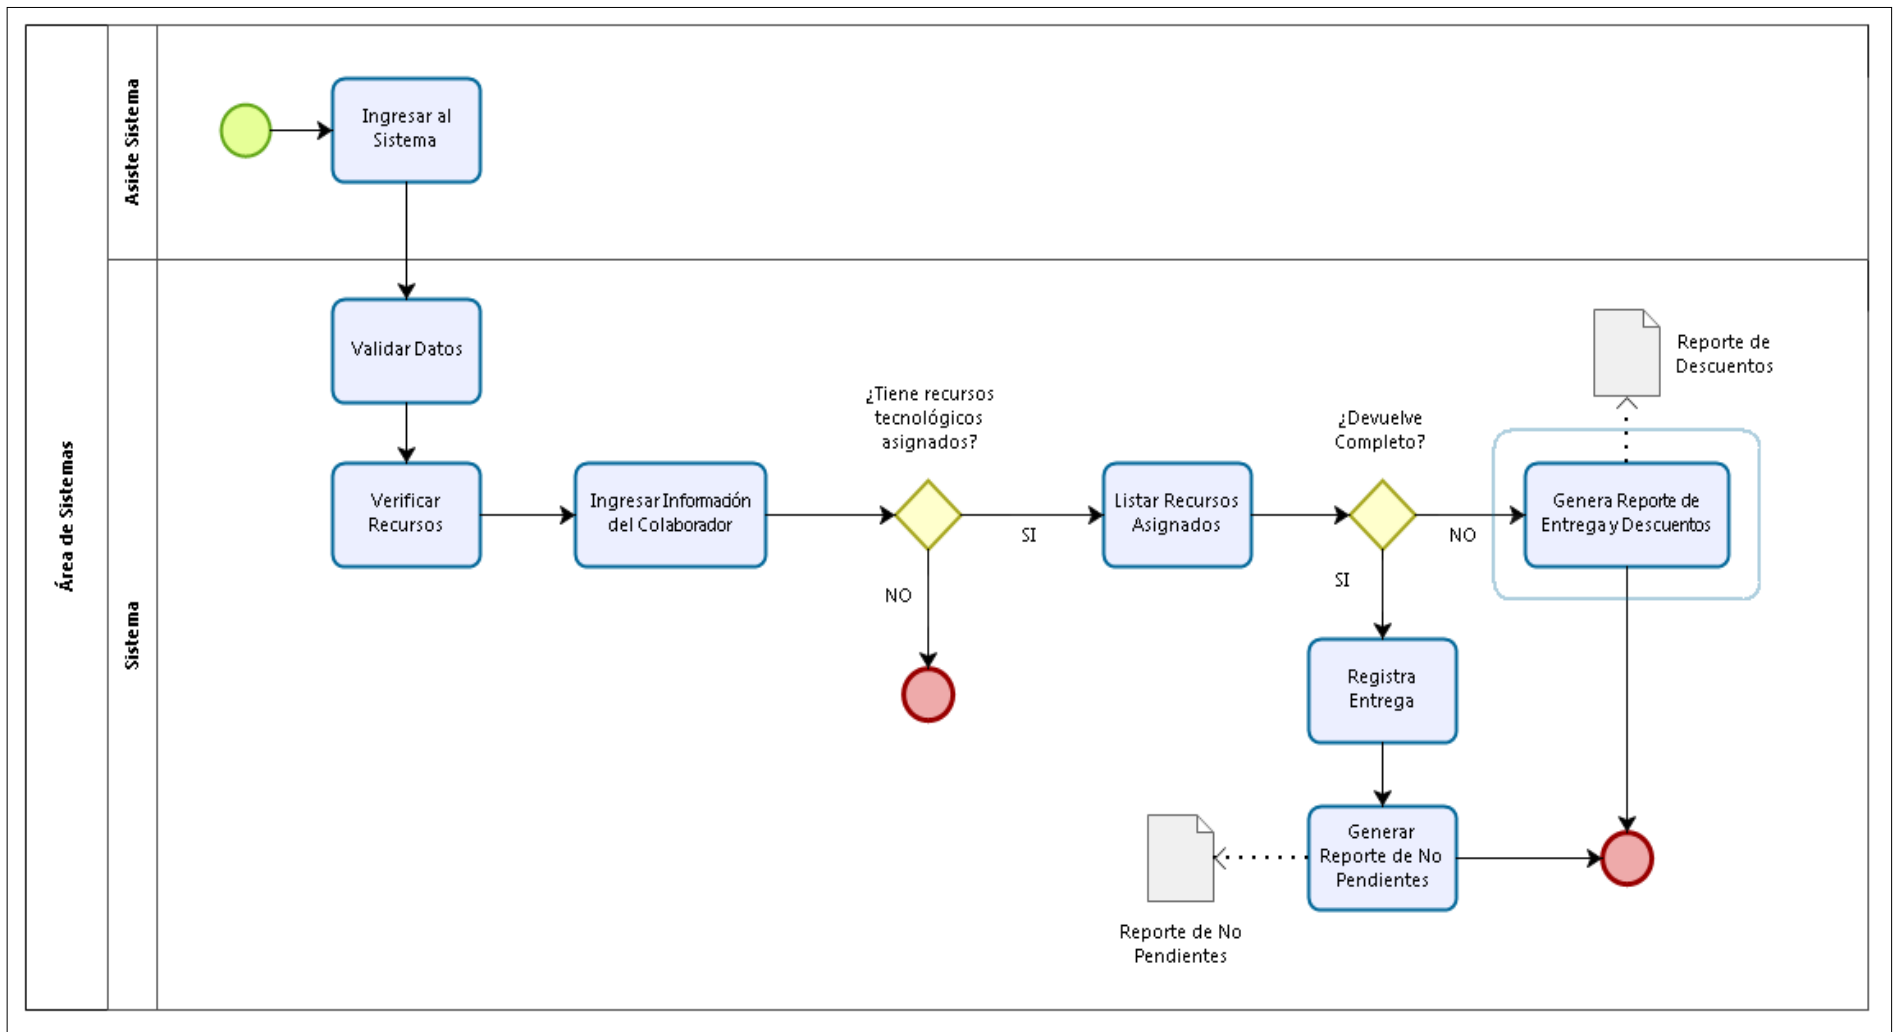 Área de Sistemas
Asiste Sistema
Ingresar al
Sistema
Sistema
Validar Datos
Verificar
Recursos
Ingresar Información
del Colaborador
¿Tiene recursos
tecnológicos
asignados?
SI
NO
Listar Recursos
Asignados
¿Devuelve
Completo?
NO
SI
Genera Reporte de
Entrega y Descuentos
Reporte de
Descuentos
Registra
Entrega
Generar
Reporte de No
Pendientes
Reporte de No
Pendientes